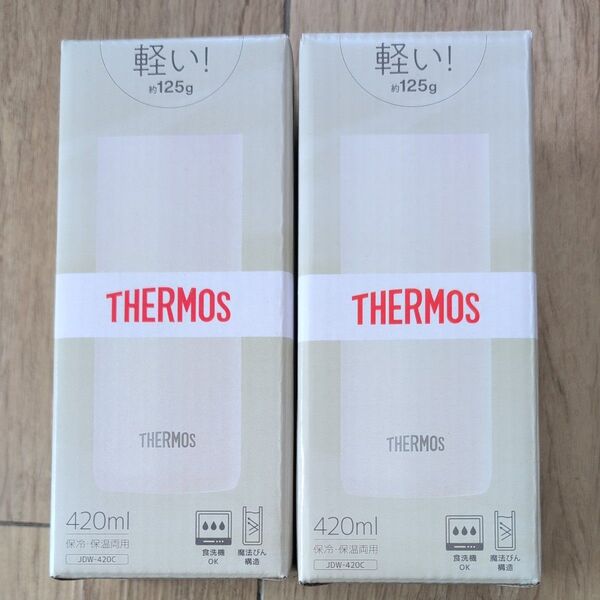 軽い!
約125g
THERMOS
THERMOS
420ml
保冷・保温両用
JDW-420C
食洗機
OK
魔法びん
構造
軽い!
約125g
THERMOS
THERMOS
420ml
保冷・保温両用
JDW-420C
食洗機
OK
魔法びん
構造